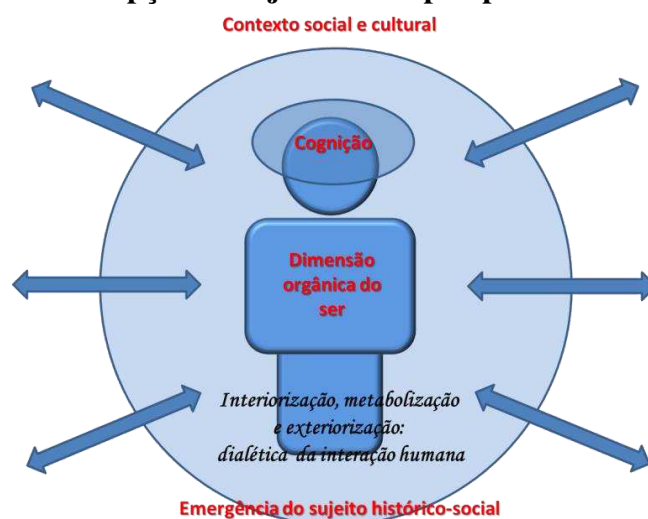 Contexto social e cultural
Cognição
Dimensão
orgânica do
ser
Interiorização, metabolização
e exteriorização:
dialética da interação humana
Emergência do sujeito histórico-social